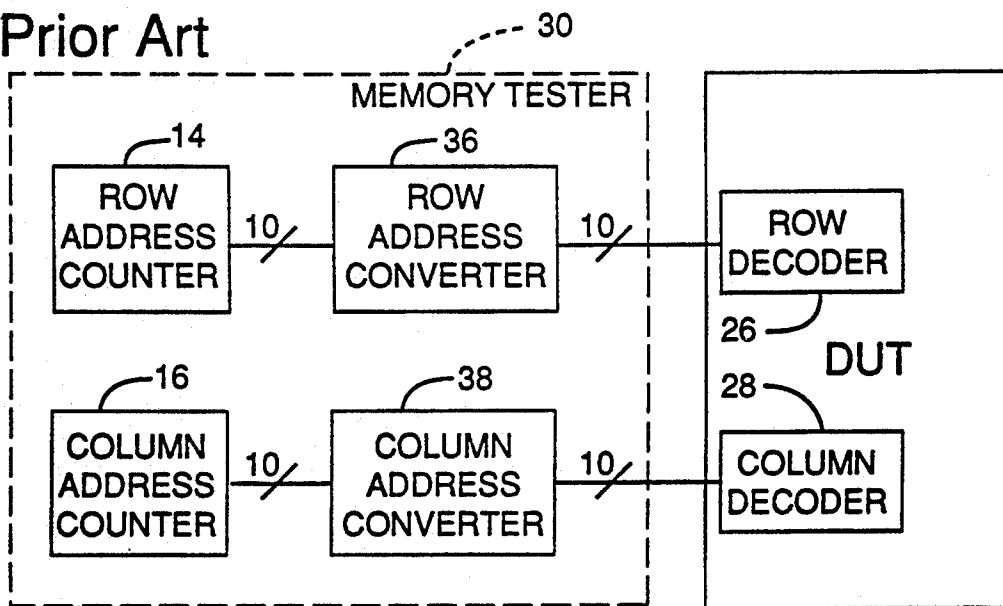 Prior Art
30
MEMORY TESTER
14
36
ROW
ADDRESS
COUNTER
10
ROW
ADDRESS
CONVERTER
10
ROW
DECODER
26
DUT
16
38
28
COLUMN
ADDRESS
COUNTER
10
COLUMN
ADDRESS
CONVERTER
10
COLUMN
DECODER